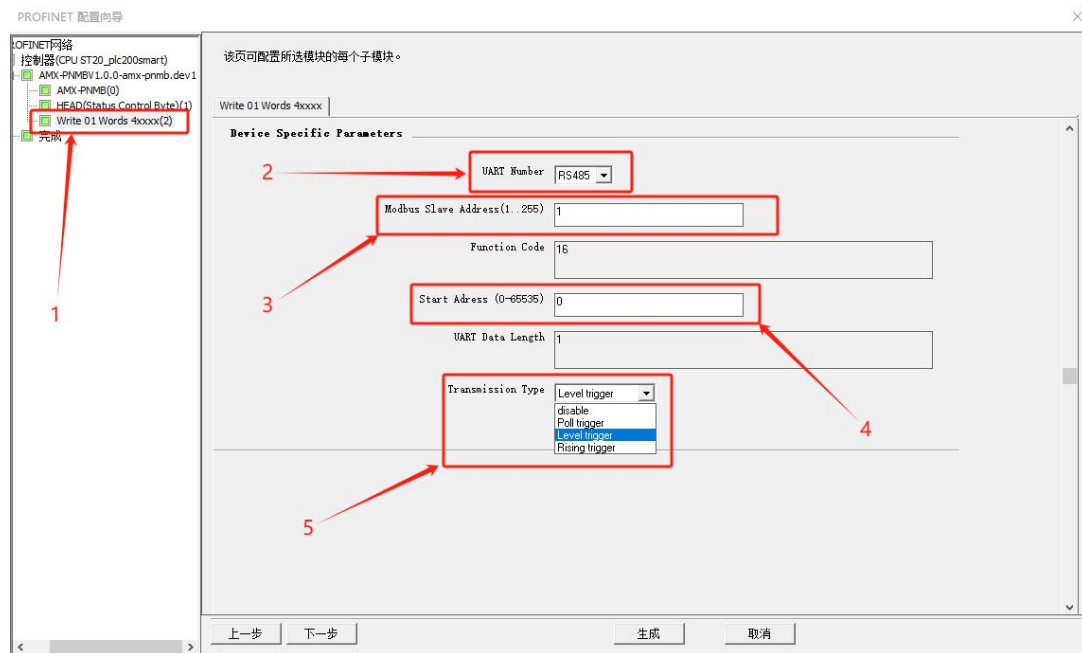 PROFINET 配置向导
OFINET网络
控制器(CPU ST20_plc200smart)
AMX-PNMBV1.0.0-amx-pnmb.dev1
AMX-PNMB(0)
HEAD(Status Control Byte)(1)
Write 01 Words 4xxxx(2)
完成
该页可配置所选模块的每个子模块。
Write 01 Words 4xxxx
Device Specific Parameters
2
UART Number
RS485
Modbus Slave Address(1..255)
1
Function Code
16
3
1
Start Adress (0-65535)
0
UART Data Length
1
Transmission Type
Level trigger
disable
Poll trigger
Level trigger
Rising trigger
4
5
上一步
下一步
生成
取消